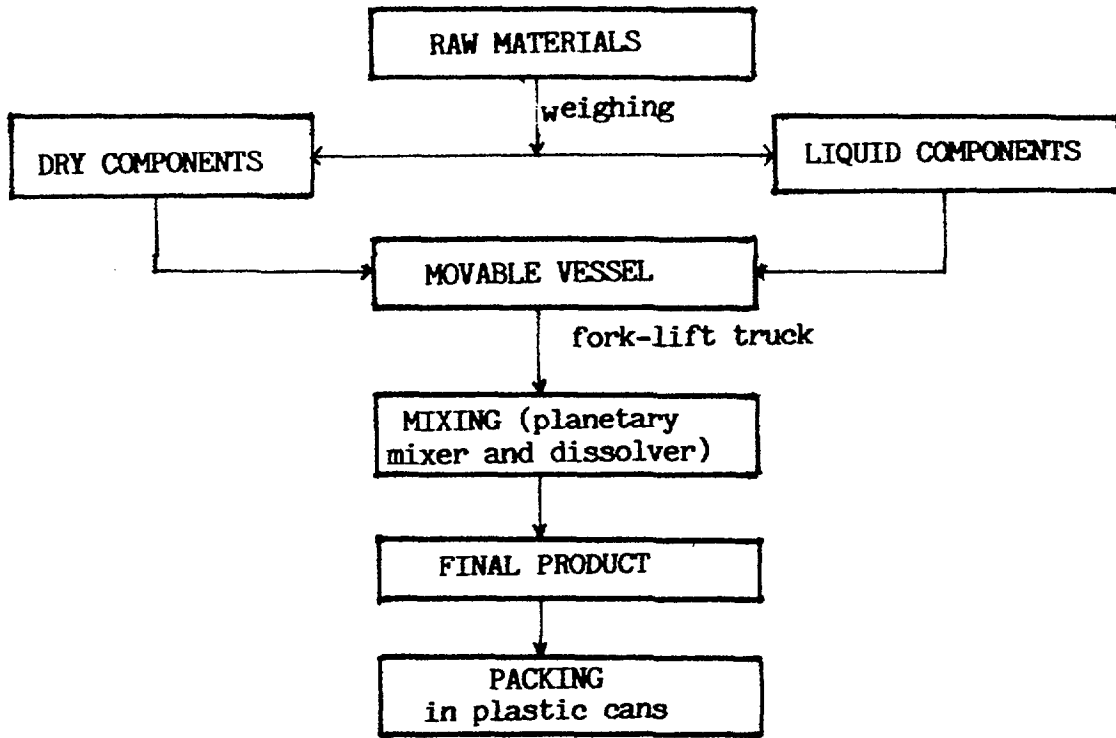 RAW MATERIALS
weighing
DRY COMPONENTS
LIQUID COMPONENTS
MOVABLE VESSEL
fork-lift truck
MIXING (planetary
mixer and dissolver)
FINAL PRODUCT
PACKING
in plastic cans